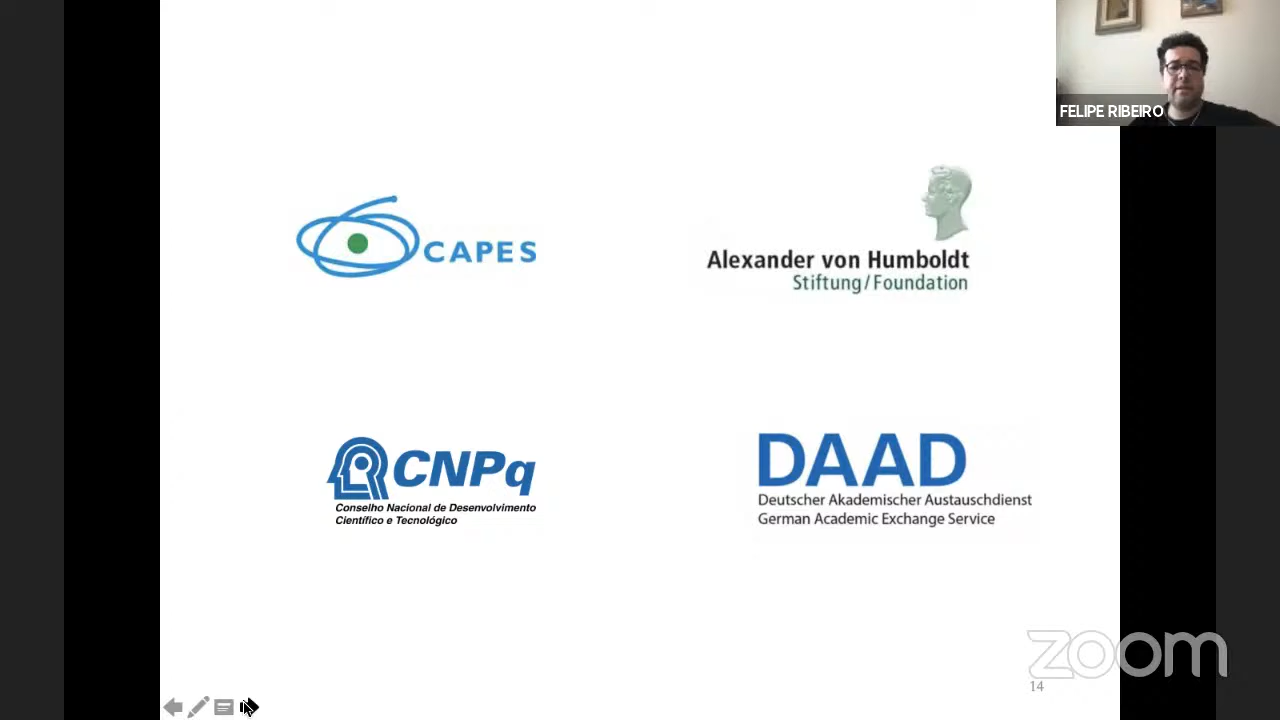 FELIPE RIBEIRO
CAPES
Alexander von Humboldt
Stiftung/Foundation
CNPq
Conselho Nacional de Desenvolvimento
Científico e Tecnológico
DAAD
Deutscher Akademischer Austauschdienst
German Academic Exchange Service
zoom
14